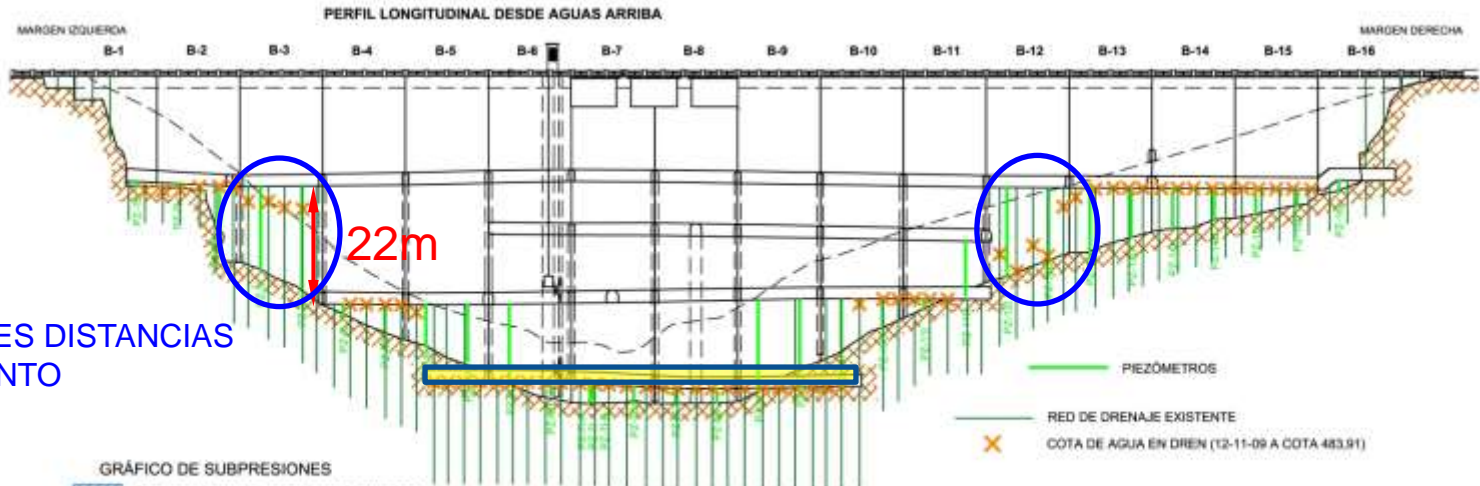 PERFIL LONGITUDINAL DESDE AGUAS ARRIBA
MARGEN IZQUIERDA
MARGEN DERECHA
B-1 B-2 B-3 B-4 B-5 B-6 B-7 B-8 B-9 B-10 B-11 B-12 B-13 B-14 B-15 B-16
22m
ES DISTANCIAS
NTO
PIEZÓMETROS
RED DE DRENAJE EXISTENTE
COTA DE AGUA EN DREN (12-11-09 A COTA 483,91)
GRÁFICO DE SUBPRESIONES